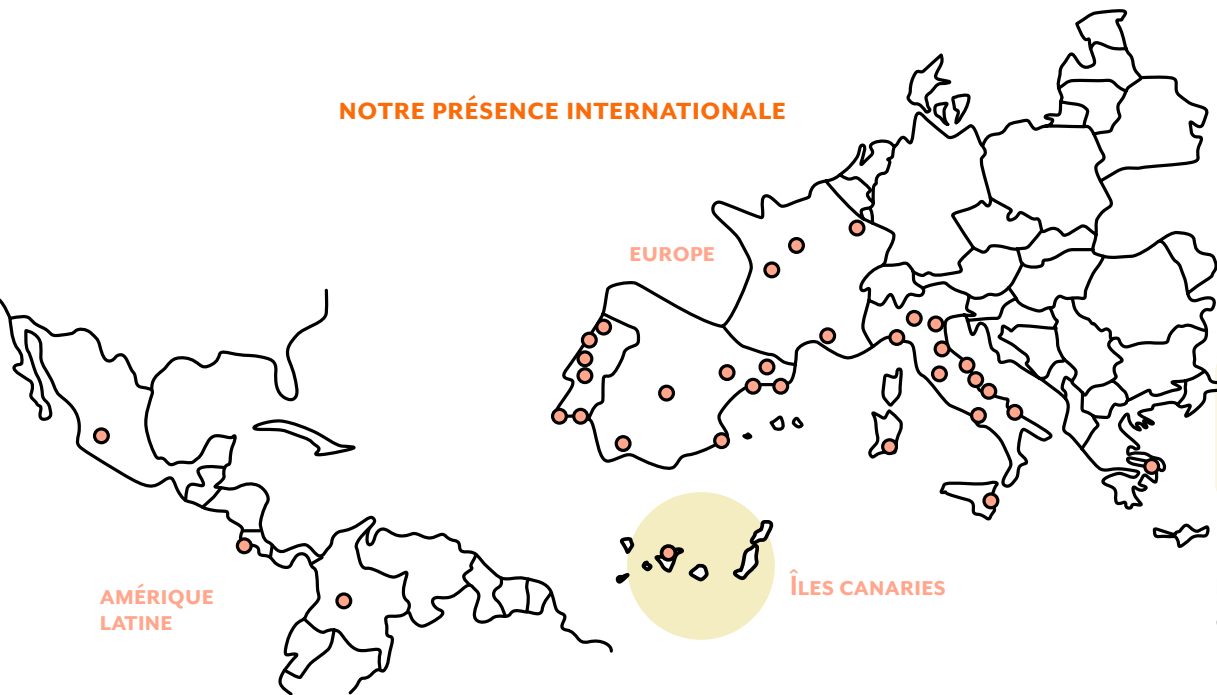 NOTRE PRÉSENCE INTERNATIONALE
EUROPE
AMÉRIQUE
LATINE
ÎLES CANARIES